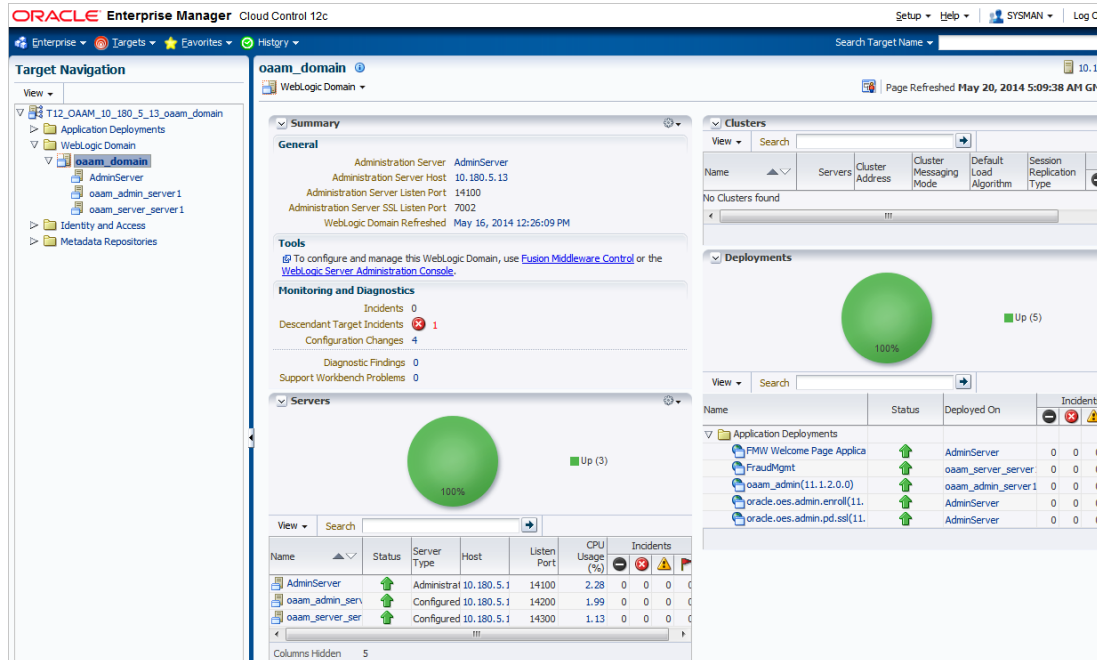 ORACLE Enterprise Manager Cloud Control 12c
Setup Help SYSMAN Log O
Enterprise Targets Favorites History Search Target Name
Target Navigation
View
T12_OAAM_10_180_5_13_oaam_domain
Application Deployments
WebLogic Domain
oaam_domain
AdminServer
oaam_admin_server1
oaam_server_server1
Identity and Access
Metadata Repositories
oaam_domain
10.1
WebLogic Domain
Page Refreshed May 20, 2014 5:09:38 AM GM
Summary
General
Administration Server AdminServer
Administration Server Host 10.180.5.13
Administration Server Listen Port 14100
Administration Server SSL Listen Port 7002
WebLogic Domain Refreshed May 16, 2014 12:26:09 PM
Tools
To configure and manage this WebLogic Domain, use Fusion Middleware Control or the
WebLogic Server Administration Console.
Monitoring and Diagnostics
Incidents 0
Descendant Target Incidents 1
Configuration Changes 4
Diagnostic Findings 0
Support Workbench Problems 0
Servers
Up (3)
100%
View Search
Name Status Server Type Host Listen Port CPU Usage (%) Incidents
AdminServer Administrat 10.180.5.1 14100 2.28 0 0 0 0
oaam_admin_serv Configured 10.180.5.1 14200 1.99 0 0 0 0
oaam_server_ser Configured 10.180.5.1 14300 1.13 0 0 0 0
Columns Hidden 5
Clusters
View Search
Name Servers Cluster Address Cluster Messaging Mode Default Load Algorithm Session Replication Type
No Clusters found
Deployments
Up (5)
100%
View Search
Name Status Deployed On Incidents
Application Deployments
FMW Welcome Page Applica AdminServer 0 0 0
FraudMgmt oaam_server_server 0 0 0
oaam_admin(11.1.2.0.0) oaam_admin_server1 0 0 0
oracle.oes.admin.enroll(11. AdminServer 0 0 0
oracle.oes.admin.pd.ssl(11. AdminServer 0 0 0